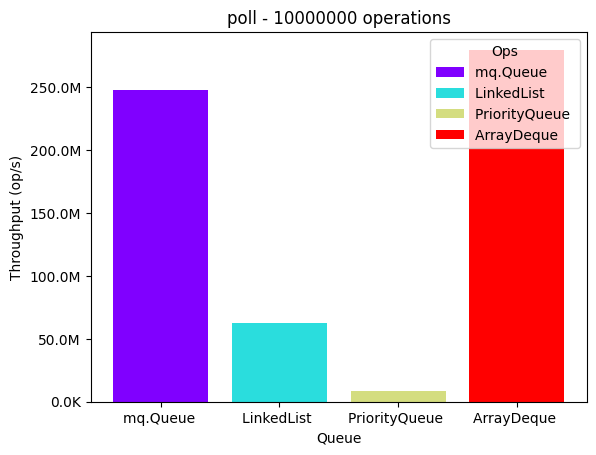 poll - 10000000 operations
Throughput (op/s)
250.0M
200.0M
150.0M
100.0M
50.0M
0.0K
Ops
mq.Queue
LinkedList
PriorityQueue
ArrayDeque
mq.Queue LinkedList PriorityQueue ArrayDeque
Queue